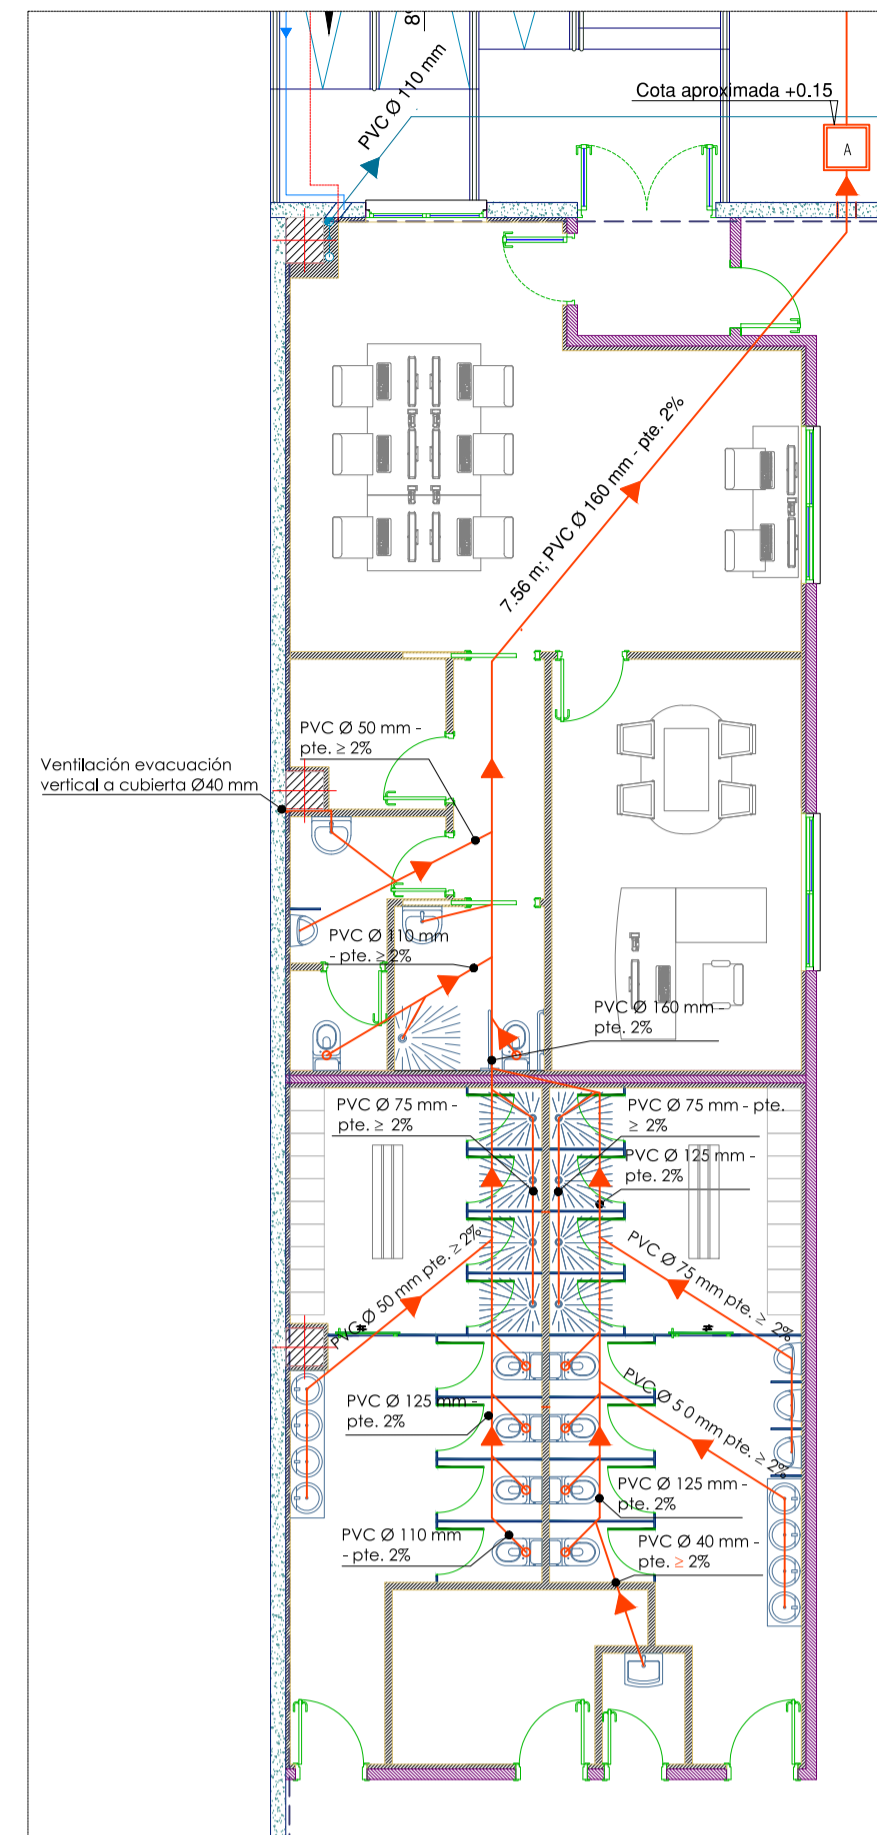 PVC Ø 110 mm
Cota aproximada +0.15
A
7.56 m; PVC Ø 160 mm - pte. 2%
PVC Ø 50 mm -
pte. ≥ 2%
Ventilación evacuación
vertical a cubierta Ø40 mm
PVC Ø 110 mm
- pte. ≥ 2%
PVC Ø 160 mm -
pte. 2%
PVC Ø 75 mm -
pte. ≥ 2%
PVC Ø 75 mm - pte.
≥ 2%
PVC Ø 125 mm -
pte. 2%
PVC Ø 50 mm pte. ≥ 2%
PVC Ø 75 mm pte. ≥ 2%
PVC Ø 50 mm pte. ≥ 2%
PVC Ø 125 mm -
pte. 2%
PVC Ø 125 mm -
pte. 2%
PVC Ø 110 mm
- pte. 2%
PVC Ø 40 mm -
pte. ≥ 2%